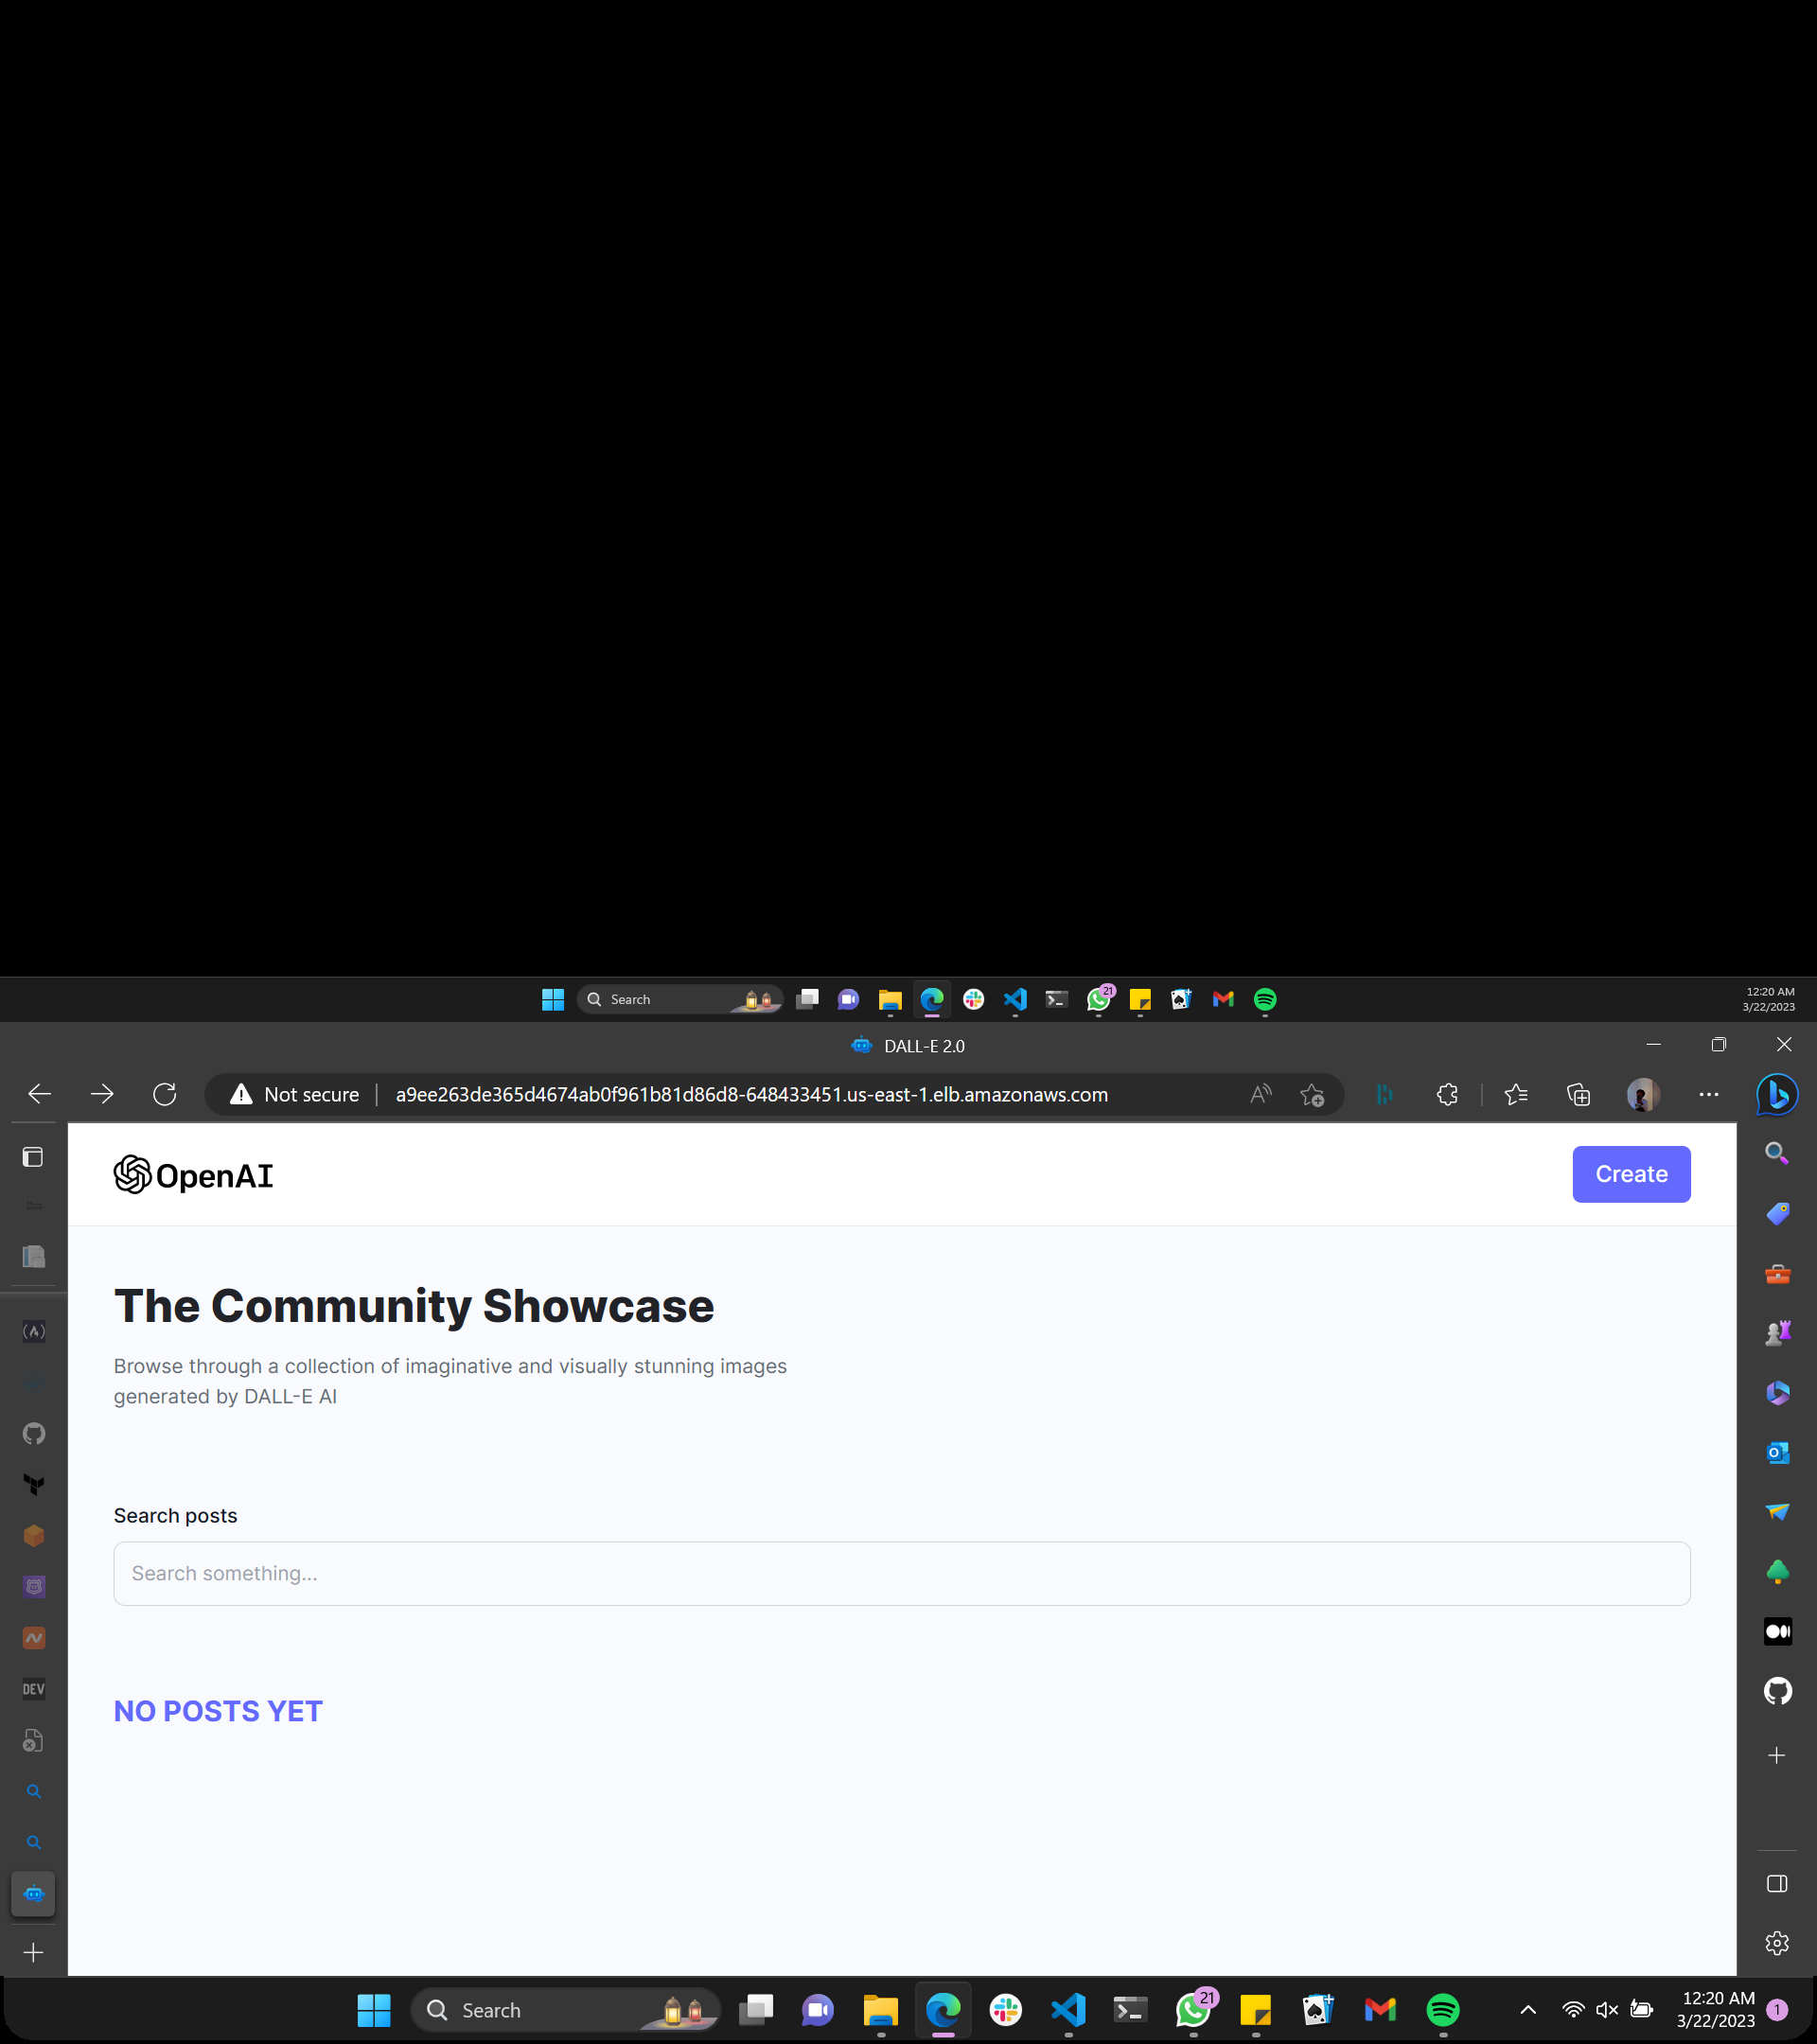 Search
21
12:20 AM
3/22/2023
DALL-E 2.0
Not secure
a9ee263de365d4674ab0f961b81d86d8-648433451.us-east-1.elb.amazonaws.com
OpenAI
Create
The Community Showcase
Browse through a collection of imaginative and visually stunning images
generated by DALL-E AI
Search posts
Search something...
NO POSTS YET
DEV
Search
21
12:20 AM
3/22/2023
1